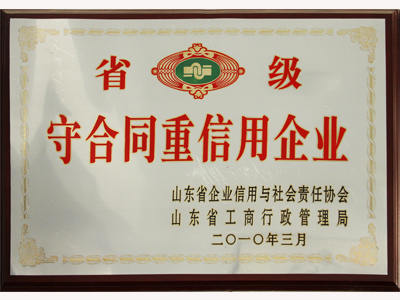 省级
守合同重信用企业
山东省企业信用与社会责任协会
山东省工商行政管理局
二〇一〇年三月